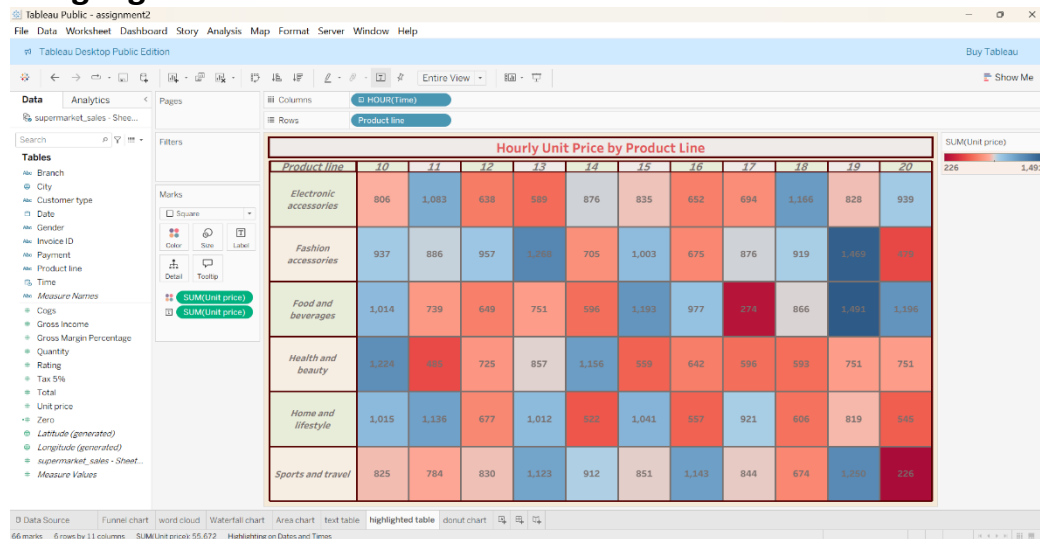 Tableau Public - assignment2
File Data Worksheet Dashboard Story Analysis Map Format Server Window Help
Tableau Desktop Public Edition
Buy Tableau
Entire View
Show Me
Data Analytics
Pages
Columns HOUR(Time)
supermarket_sales - Shee...
Rows Product line
Search
Filters
Tables
Abc Branch
City
Abc Customer type
Date
Abc Gender
Abc Invoice ID
Abc Payment
Abc Product line
Time
Abc Measure Names
Cogs
Gross Income
Gross Margin Percentage
Quantity
Rating
Tax 5%
Total
Unit price
Zero
Latitude (generated)
Longitude (generated)
supermarket_sales - Sheet...
Measure Values
Marks
Square
Color Size Label
Detail Tooltip
SUM(Unit price)
SUM(Unit price)
Hourly Unit Price by Product Line
Product line 10 11 12 13 14 15 16 17 18 19 20
Electronic accessories 806 1,083 638 589 876 835 652 694 1,166 828 939
Fashion accessories 937 886 957 705 1,003 675 876 919 1,469
Food and beverages 1,014 739 649 751 596 1,193 977 274 866 1,491 1,196
Health and beauty 1,224 725 857 1,156 559 642 596 593 751 751
Home and lifestyle 1,015 1,136 677 1,012 522 1,041 557 921 606 819 545
Sports and travel 825 784 830 1,123 912 851 1,143 844 674 226
SUM(Unit price)
226 1,491
Data Source Funnel chart word cloud Waterfall chart Area chart text table highlighted table donut chart
66 marks 6 rows by 11 columns SUM(Unit price): 55,672 Highlighting on Dates and Times